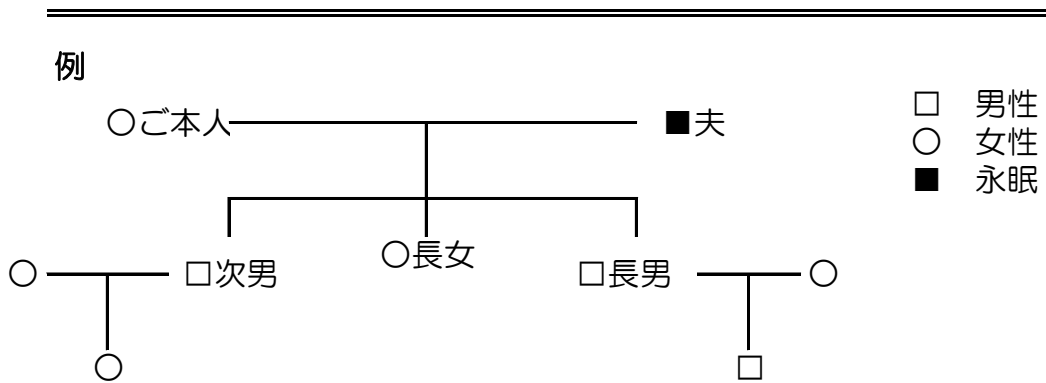 例
○ご本人 ■夫
□ 男性
○ 女性
■ 永眠
○長女
○ □次男 □長男 ○
○ □